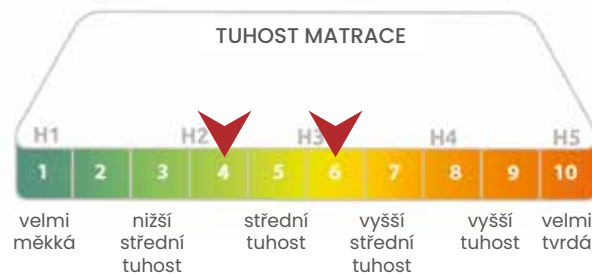 TUHOST MATRACE
H1 H2 H3 H4 H5
1 2 3 4 5 6 7 8 9 10
velmi měkká
nižší střední tuhost
střední tuhost
vyšší střední tuhost
vyšší tuhost
velmi tvrdá